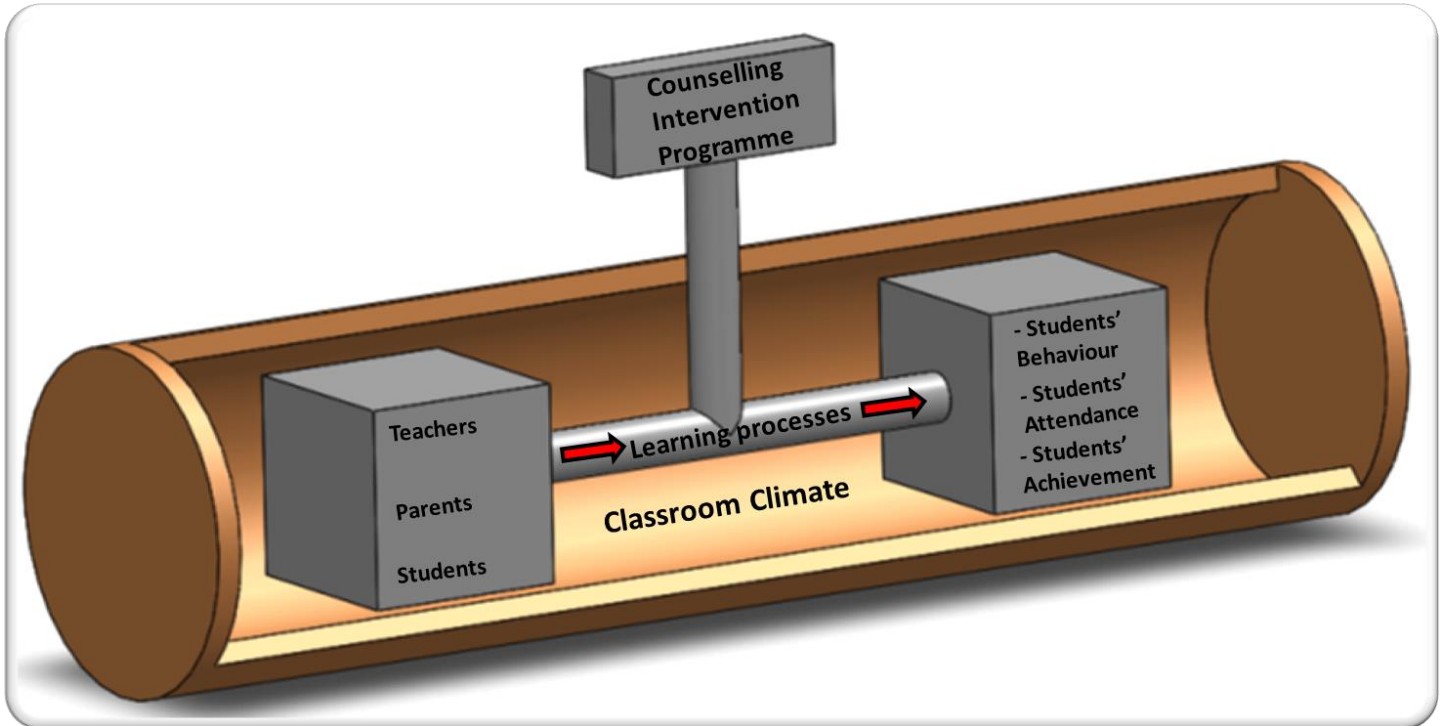 Counselling
Intervention
Programme
Teachers
Parents
Students
Learning processes
Classroom Climate
- Students’
Behaviour
- Students’
Attendance
- Students’
Achievement